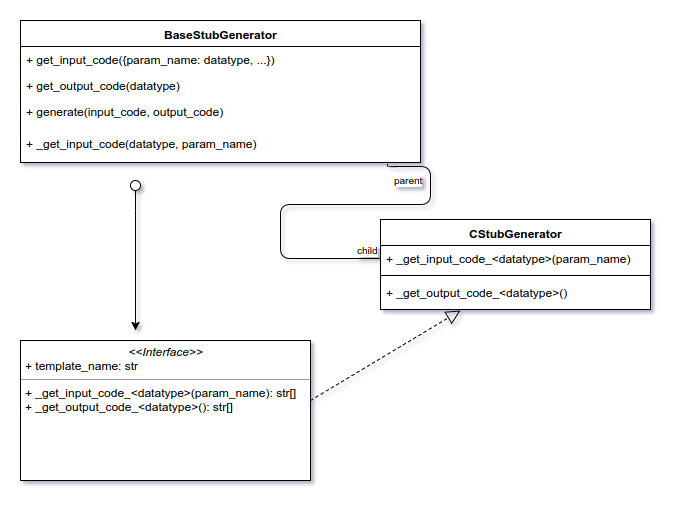 BaseStubGenerator
+ get_input_code({param_name: datatype, ...})
+ get_output_code(datatype)
+ generate(input_code, output_code)
+ _get_input_code(datatype, param_name)
parent
child
CStubGenerator
+ _get_input_code_<datatype>(param_name)
+ _get_output_code_<datatype>()
<<Interface>>
+ template_name: str
+ _get_input_code_<datatype>(param_name): str[]
+ _get_output_code_<datatype>(): str[]